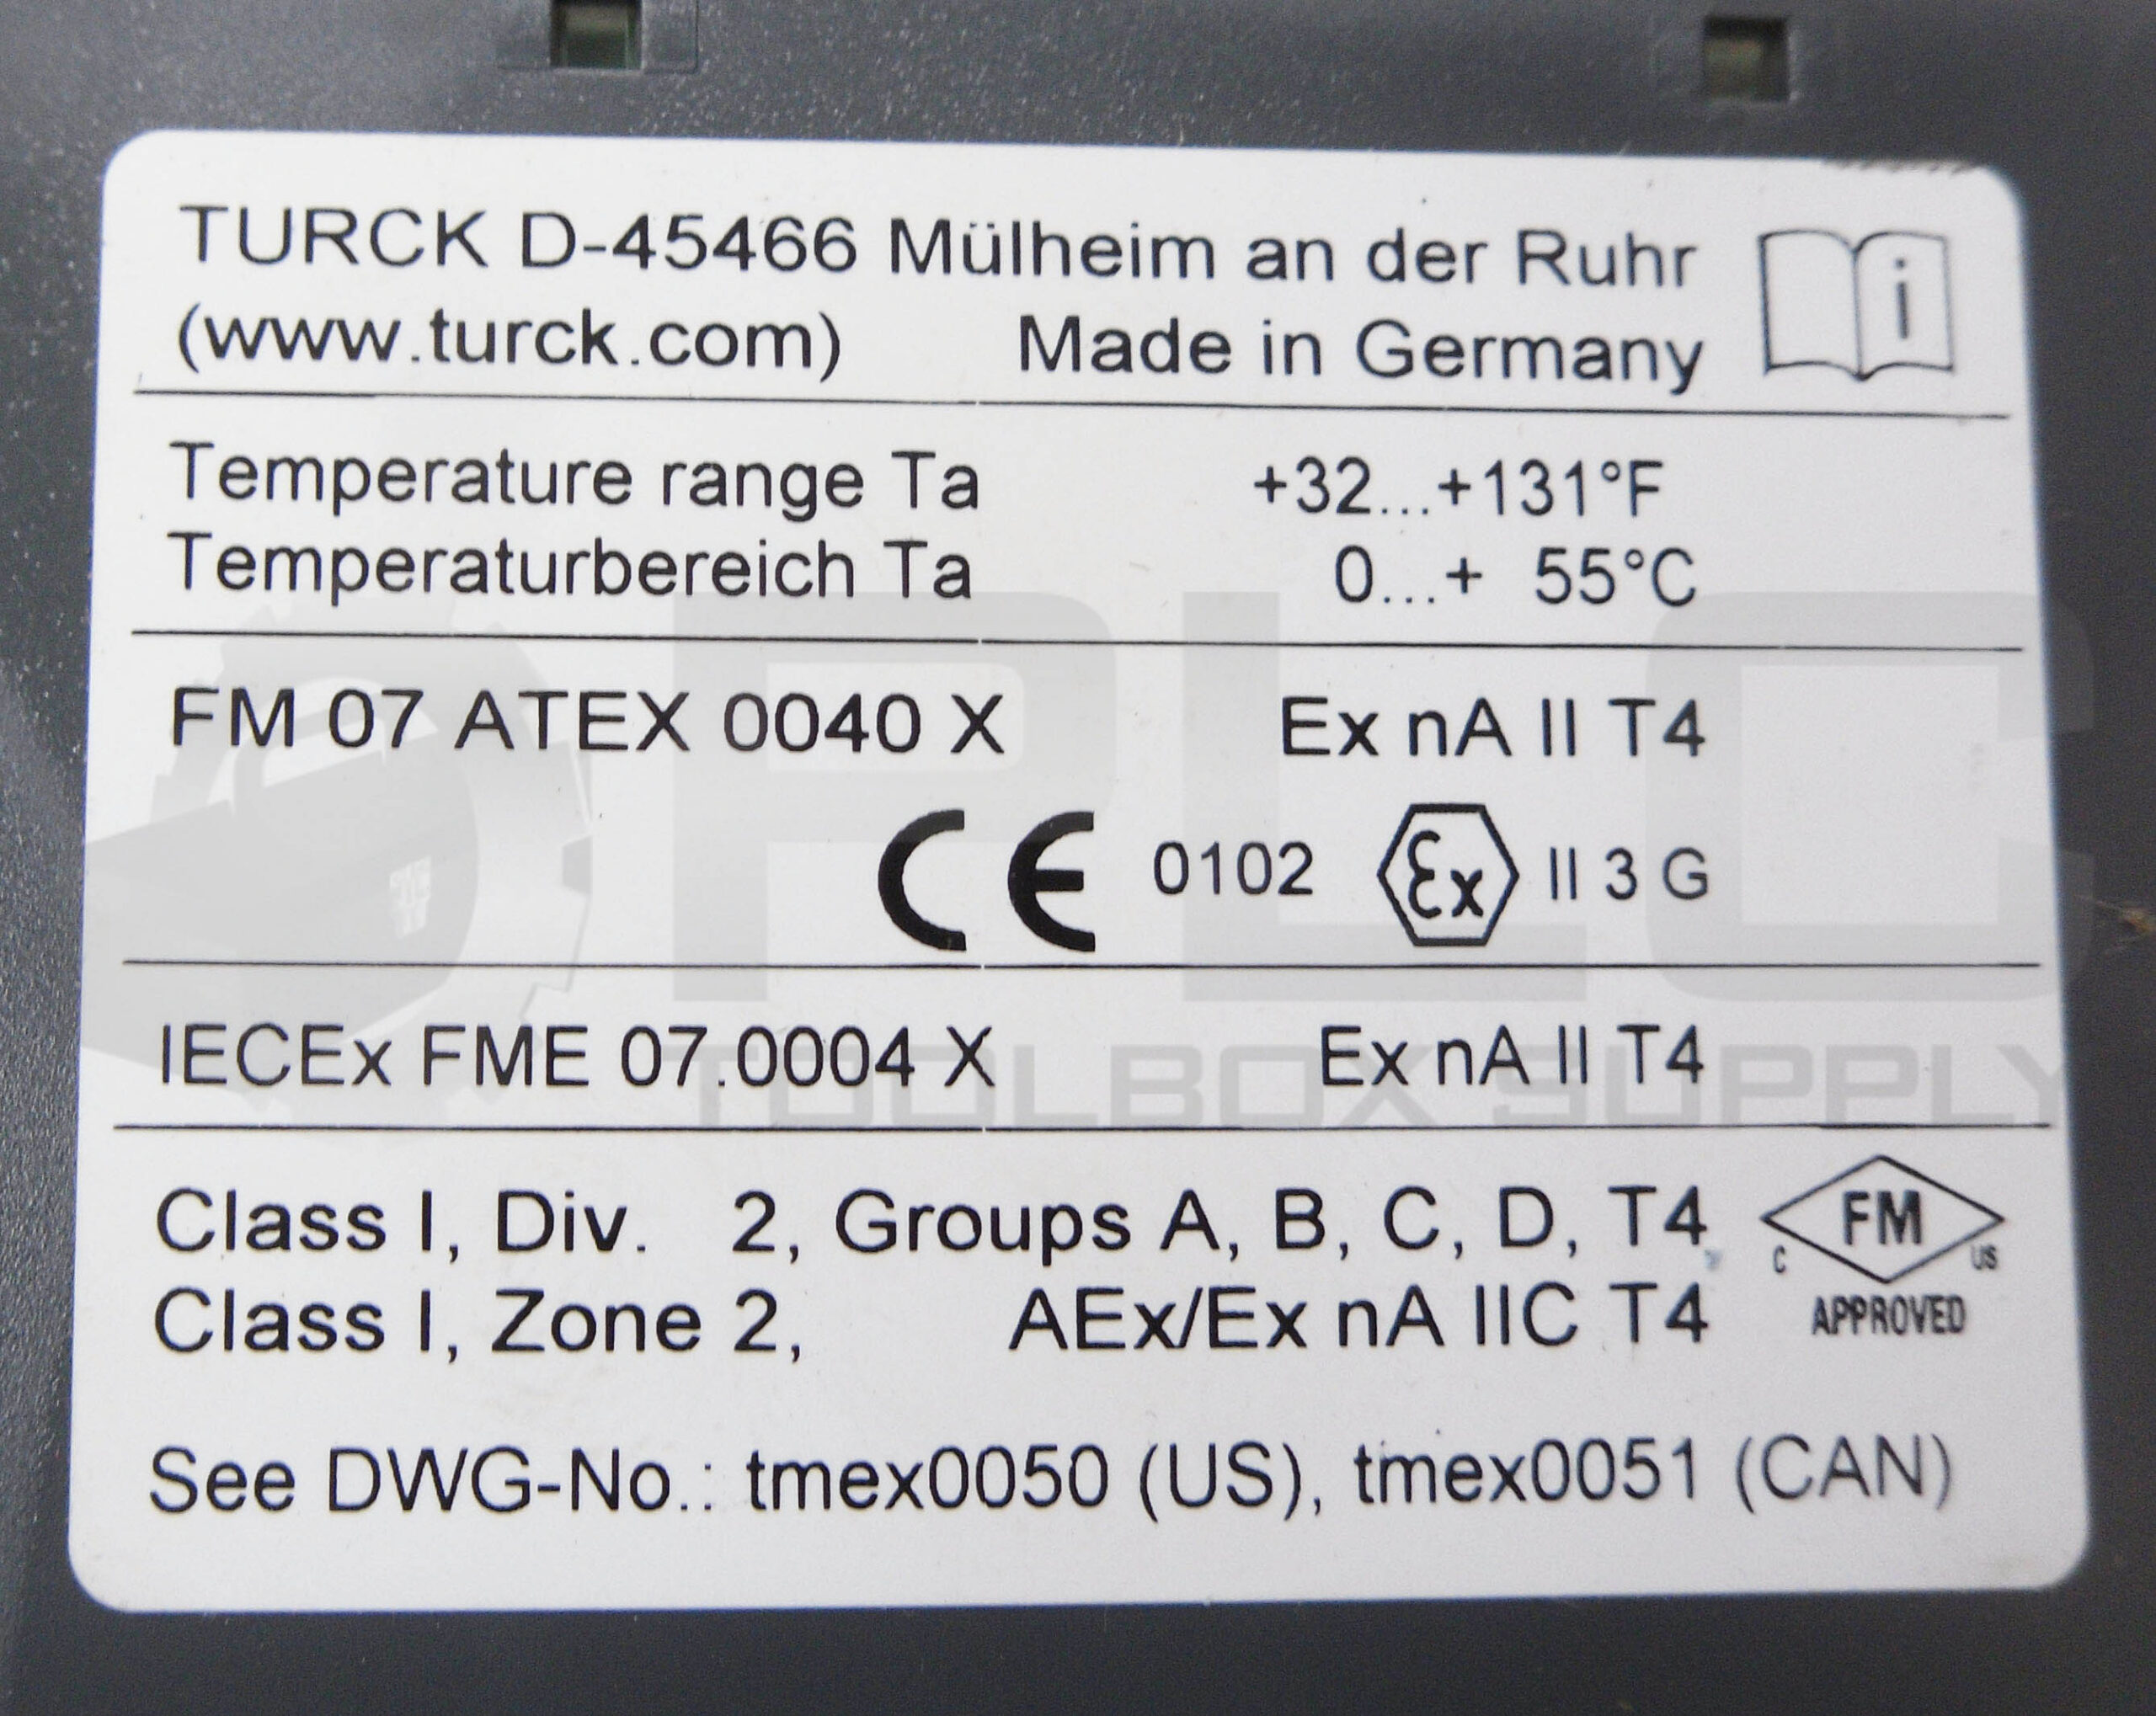 TURCK D-45466 Mülheim an der Ruhr
(www.turck.com) Made in Germany
i
Temperature range Ta +32...+131°F
Temperaturbereich Ta 0...+ 55°C
FM 07 ATEX 0040 X Ex nA II T4
CE 0102 Ex II 3 G
IECEx FME 07.0004 X Ex nA II T4
Class I, Div. 2, Groups A, B, C, D, T4
Class I, Zone 2, AEx/Ex nA IIC T4
FM
C US
APPROVED
See DWG-No.: tmex0050 (US), tmex0051 (CAN)
PLC
TOOLBOX SUPPLY